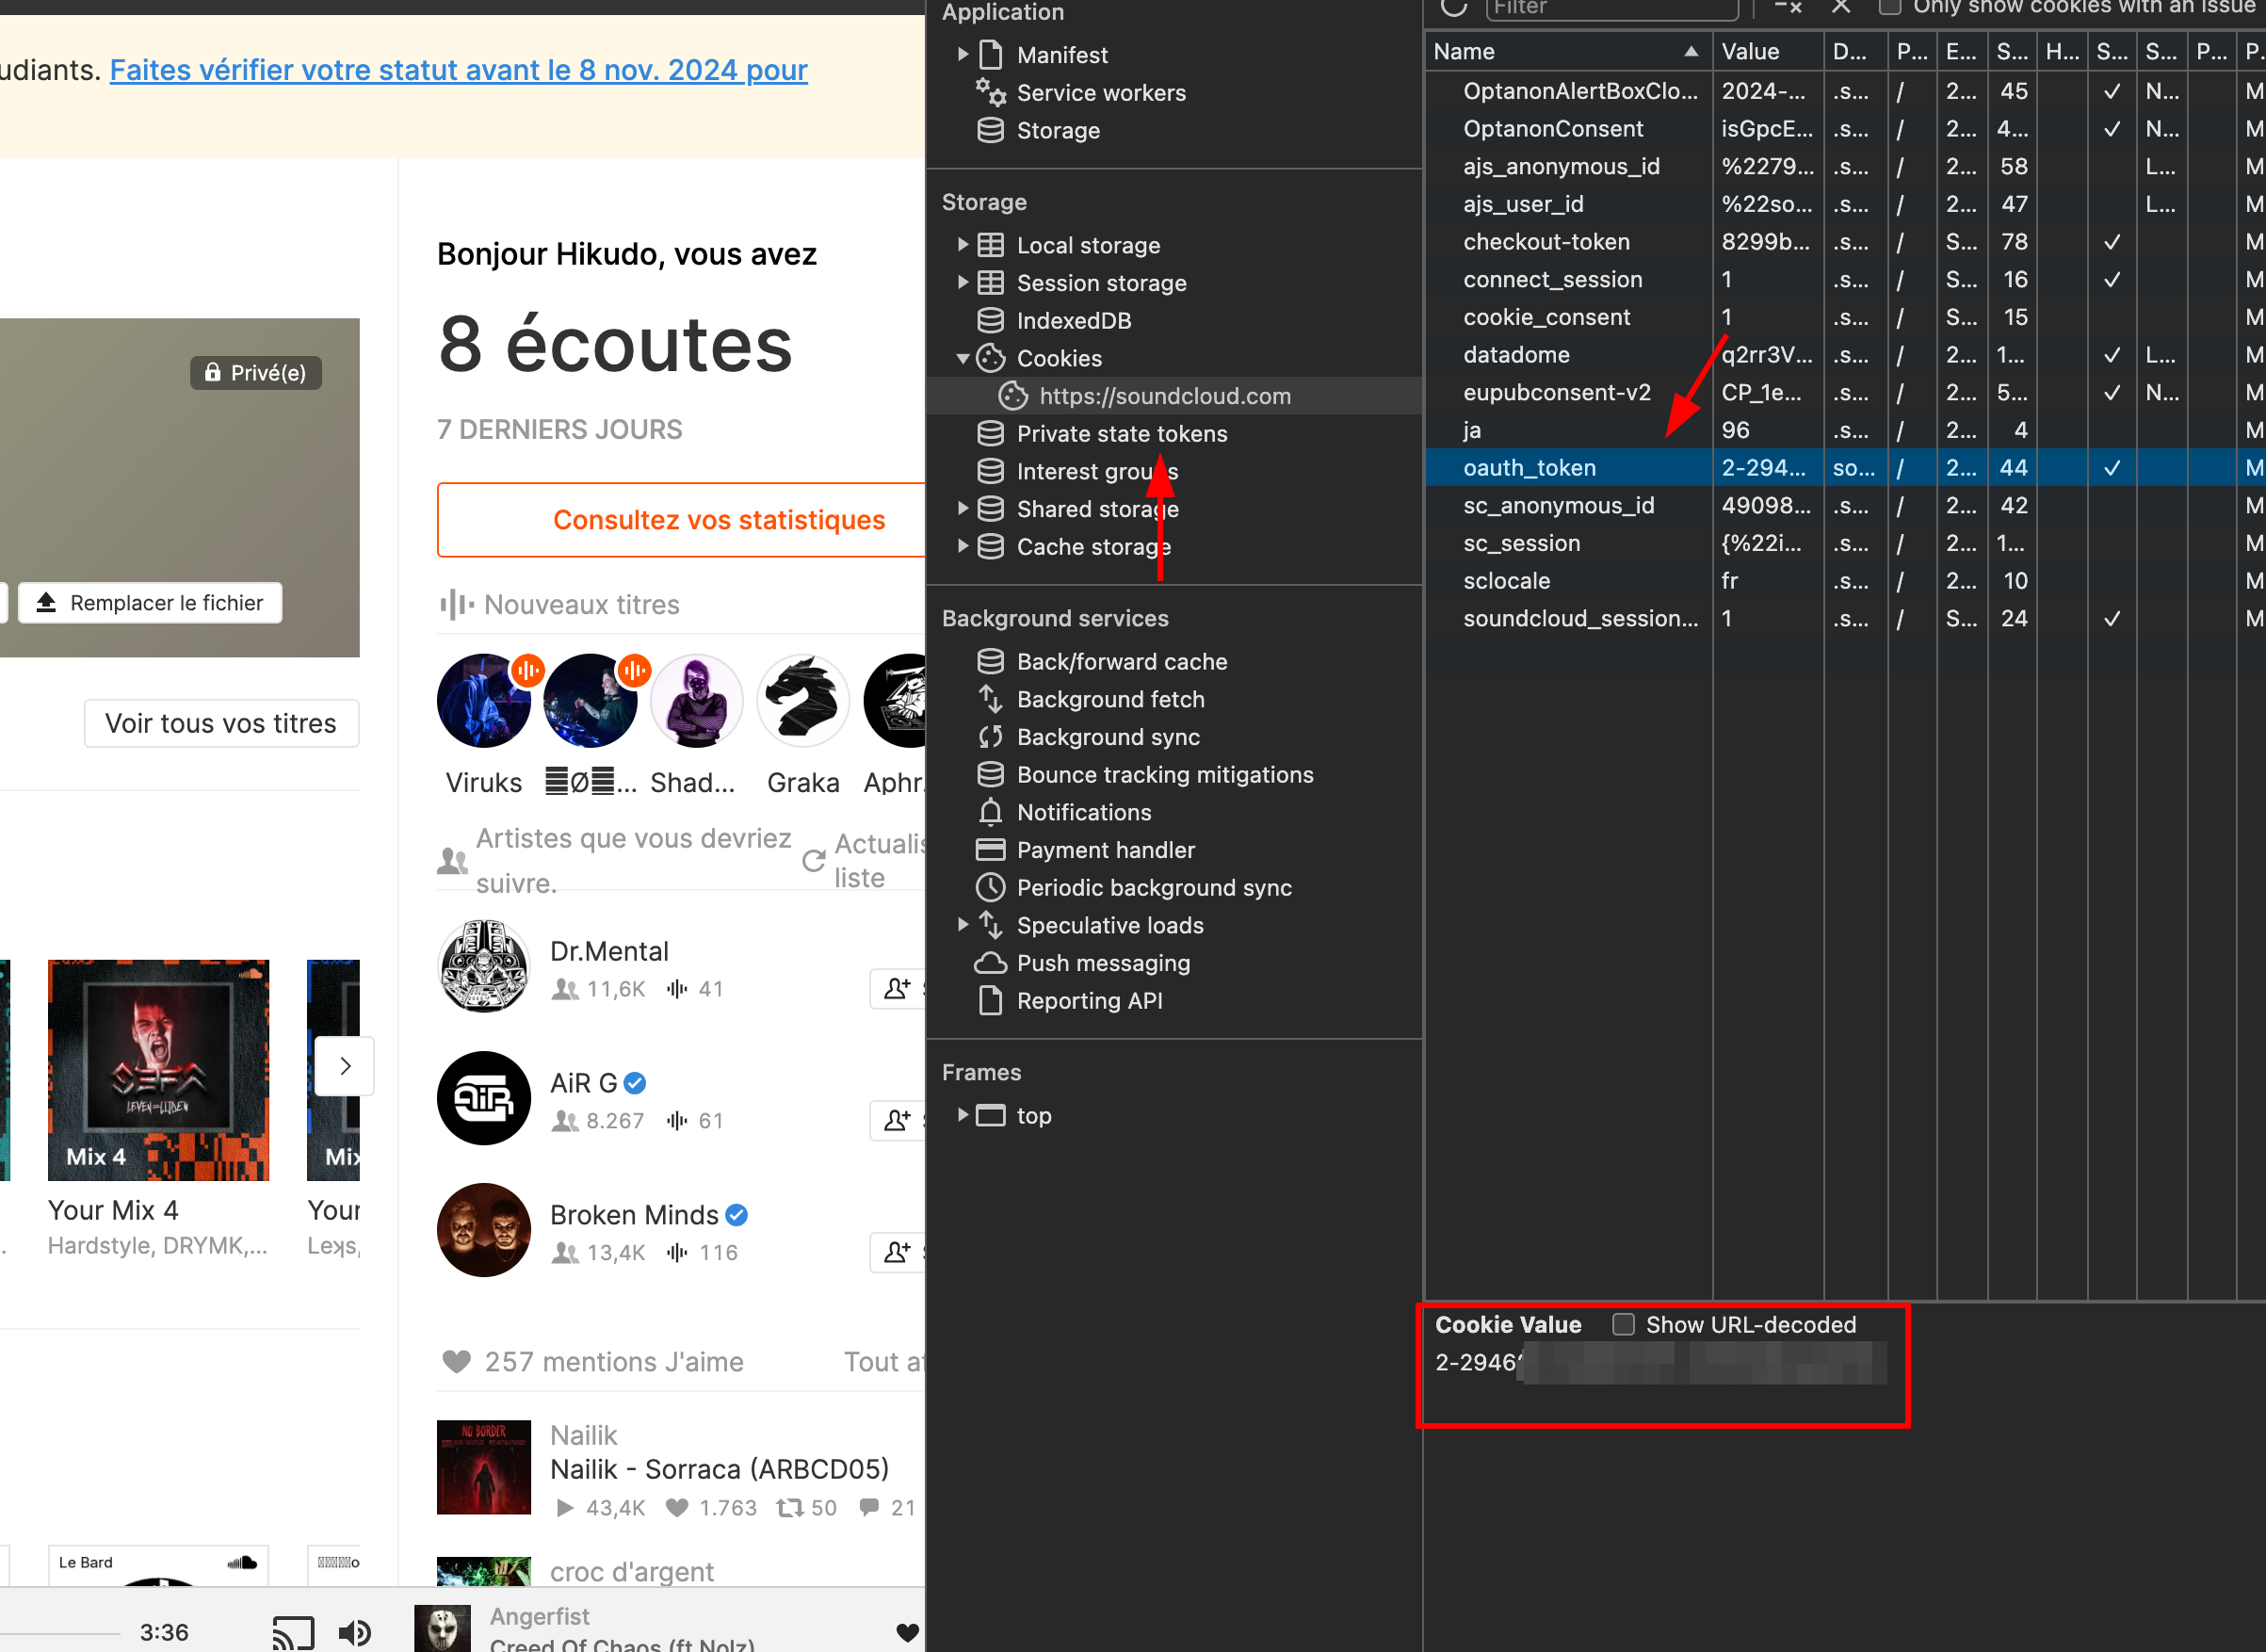 udiants. Faites vérifier votre statut avant le 8 nov. 2024 pour
Bonjour Hikudo, vous avez
8 écoutes
7 DERNIERS JOURS
Consultez vos statistiques
Privé(e)
Remplacer le fichier
Voir tous vos titres
Nouveaux titres
Viruks
Shad...
Graka
Aphr.
Artistes que vous devriez
suivre.
Actualis
liste
Dr.Mental
11,6K 41
AiR G
8.267 61
Broken Minds
13,4K 116
SEFA
LEVEN=LIJDEN
Mix 4
Mix
Your Mix 4
Hardstyle, DRYMK,...
Your
257 mentions J'aime
Tout af
NO BORDER
Nailik
Nailik - Sorraca (ARBCD05)
43,4K 1.763 50 21
croc d'argent
Le Bard
3:36
Angerfist
Creed Of Chaos (ft Nolz)
Application
Manifest
Service workers
Storage
Storage
Local storage
Session storage
IndexedDB
Cookies
https://soundcloud.com
Private state tokens
Interest groups
Shared storage
Cache storage
Background services
Back/forward cache
Background fetch
Background sync
Bounce tracking mitigations
Notifications
Payment handler
Periodic background sync
Speculative loads
Push messaging
Reporting API
Frames
top
Filter
Only show cookies with an issue
Name Value D... P... E... S... H... S... S... P... P.
OptanonAlertBoxClo... 2024-... .s... / 2... 45 ✓ N... M
OptanonConsent isGpcE... .s... / 2... 4... ✓ N... M
ajs_anonymous_id %2279... .s... / 2... 58 L... M
ajs_user_id %22so... .s... / 2... 47 L... M
checkout-token 8299b... .s... / S... 78 ✓ M
connect_session 1 .s... / S... 16 ✓ M
cookie_consent 1 .s... / S... 15 M
datadome q2rr3V... .s... / 2... 1... ✓ L... M
eupubconsent-v2 CP_1e... .s... / 2... 5... ✓ N... M
ja 96 .s... / 2... 4 M
oauth_token 2-294... so... / 2... 44 ✓ M
sc_anonymous_id 49098... .s... / 2... 42 M
sc_session {%22i... .s... / 2... 1... M
sclocale fr .s... / 2... 10 M
soundcloud_session... 1 .s... / S... 24 ✓ M
Cookie Value Show URL-decoded
2-2946